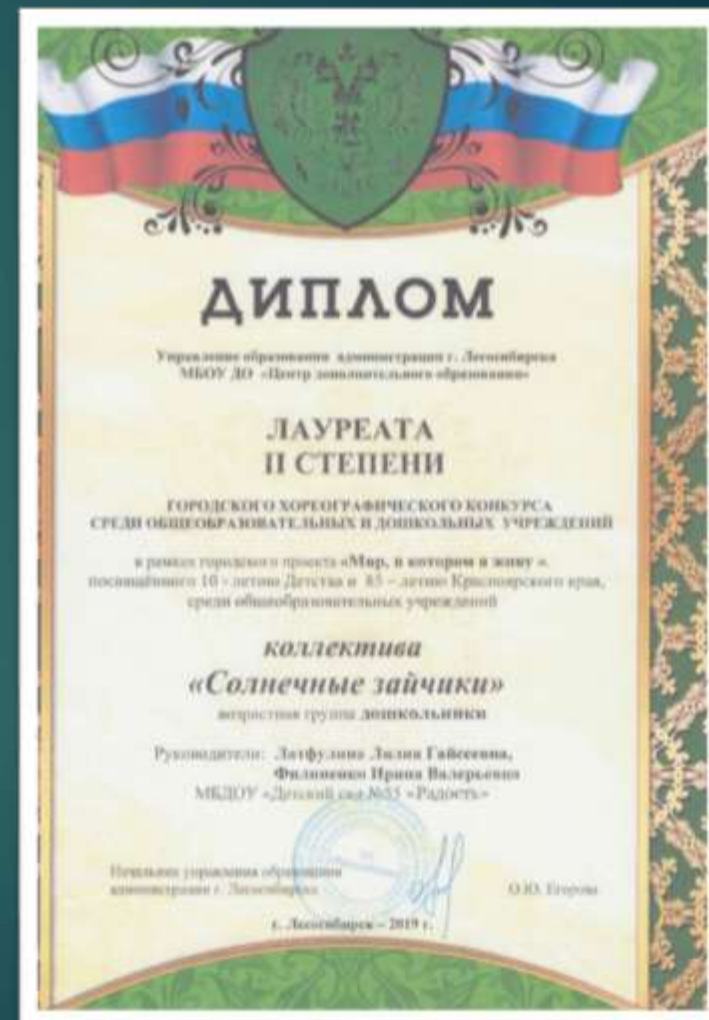 ДИПЛОМ
Управление образования администрации г. Лесосибирска
МБОУ ДО «Центр дополнительного образования»
ЛАУРЕАТА
II СТЕПЕНИ
ГОРОДСКОГО ХОРЕОГРАФИЧЕСКОГО КОНКУРСА
СРЕДИ ОБЩЕОБРАЗОВАТЕЛЬНЫХ И ДОШКОЛЬНЫХ УЧРЕЖДЕНИЙ
в рамках городского проекта «Мир, в котором я живу »,
посвящённого 10 - летию Детства и 85 – летию Красноярского края,
среди общеобразовательных учреждений
коллектива
«Солнечные зайчики»
возрастная группа дошкольники
Руководители: Латфулина Лилия Гайсеевна,
Филиненко Ирина Валерьевна
МБДОУ «Детский сад №55 «Радость»
Начальник управления образования
администрации г. Лесосибирска
О.Ю. Егорова
г. Лесосибирск – 2019 г.